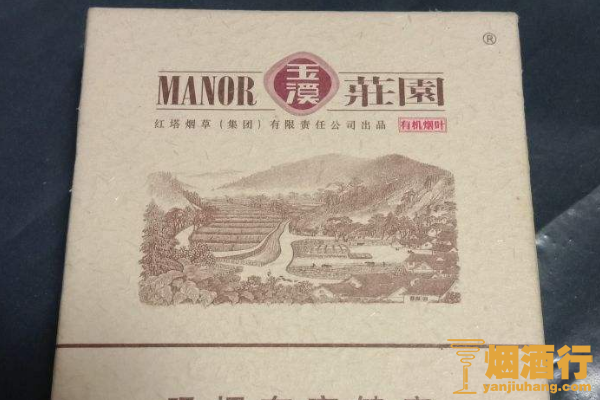 ®
MANOR 玉溪 莊園
红塔烟草(集团)有限责任公司出品 有机烟叶
烟酒行
yanjiuhang.com